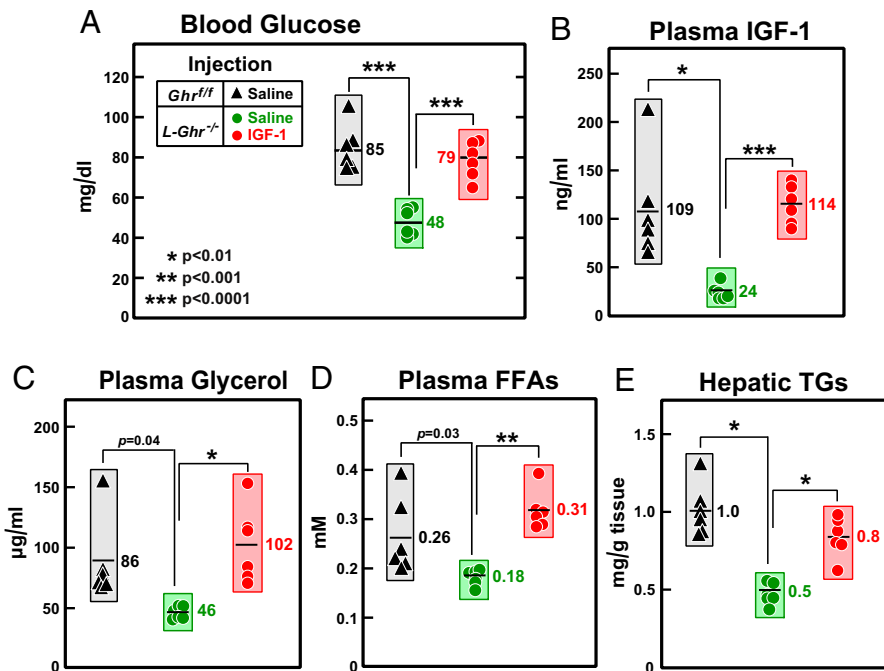 A
Blood Glucose
mg/dl
120
100
80
60
40
20
0
Injection
Ghr^f/f
▲ Saline
L-Ghr^-/-
● Saline
● IGF-1
* p<0.01
** p<0.001
*** p<0.0001
***
***
85
48
79
B
Plasma IGF-1
ng/ml
250
200
150
100
50
0
*
***
109
24
114
C
Plasma Glycerol
µg/ml
200
150
100
50
0
p=0.04
*
86
46
102
D
Plasma FFAs
mM
0.5
0.4
0.3
0.2
0.1
0
p=0.03
**
0.26
0.18
0.31
E
Hepatic TGs
mg/g tissue
1.5
1.0
0.5
0
*
*
1.0
0.5
0.8